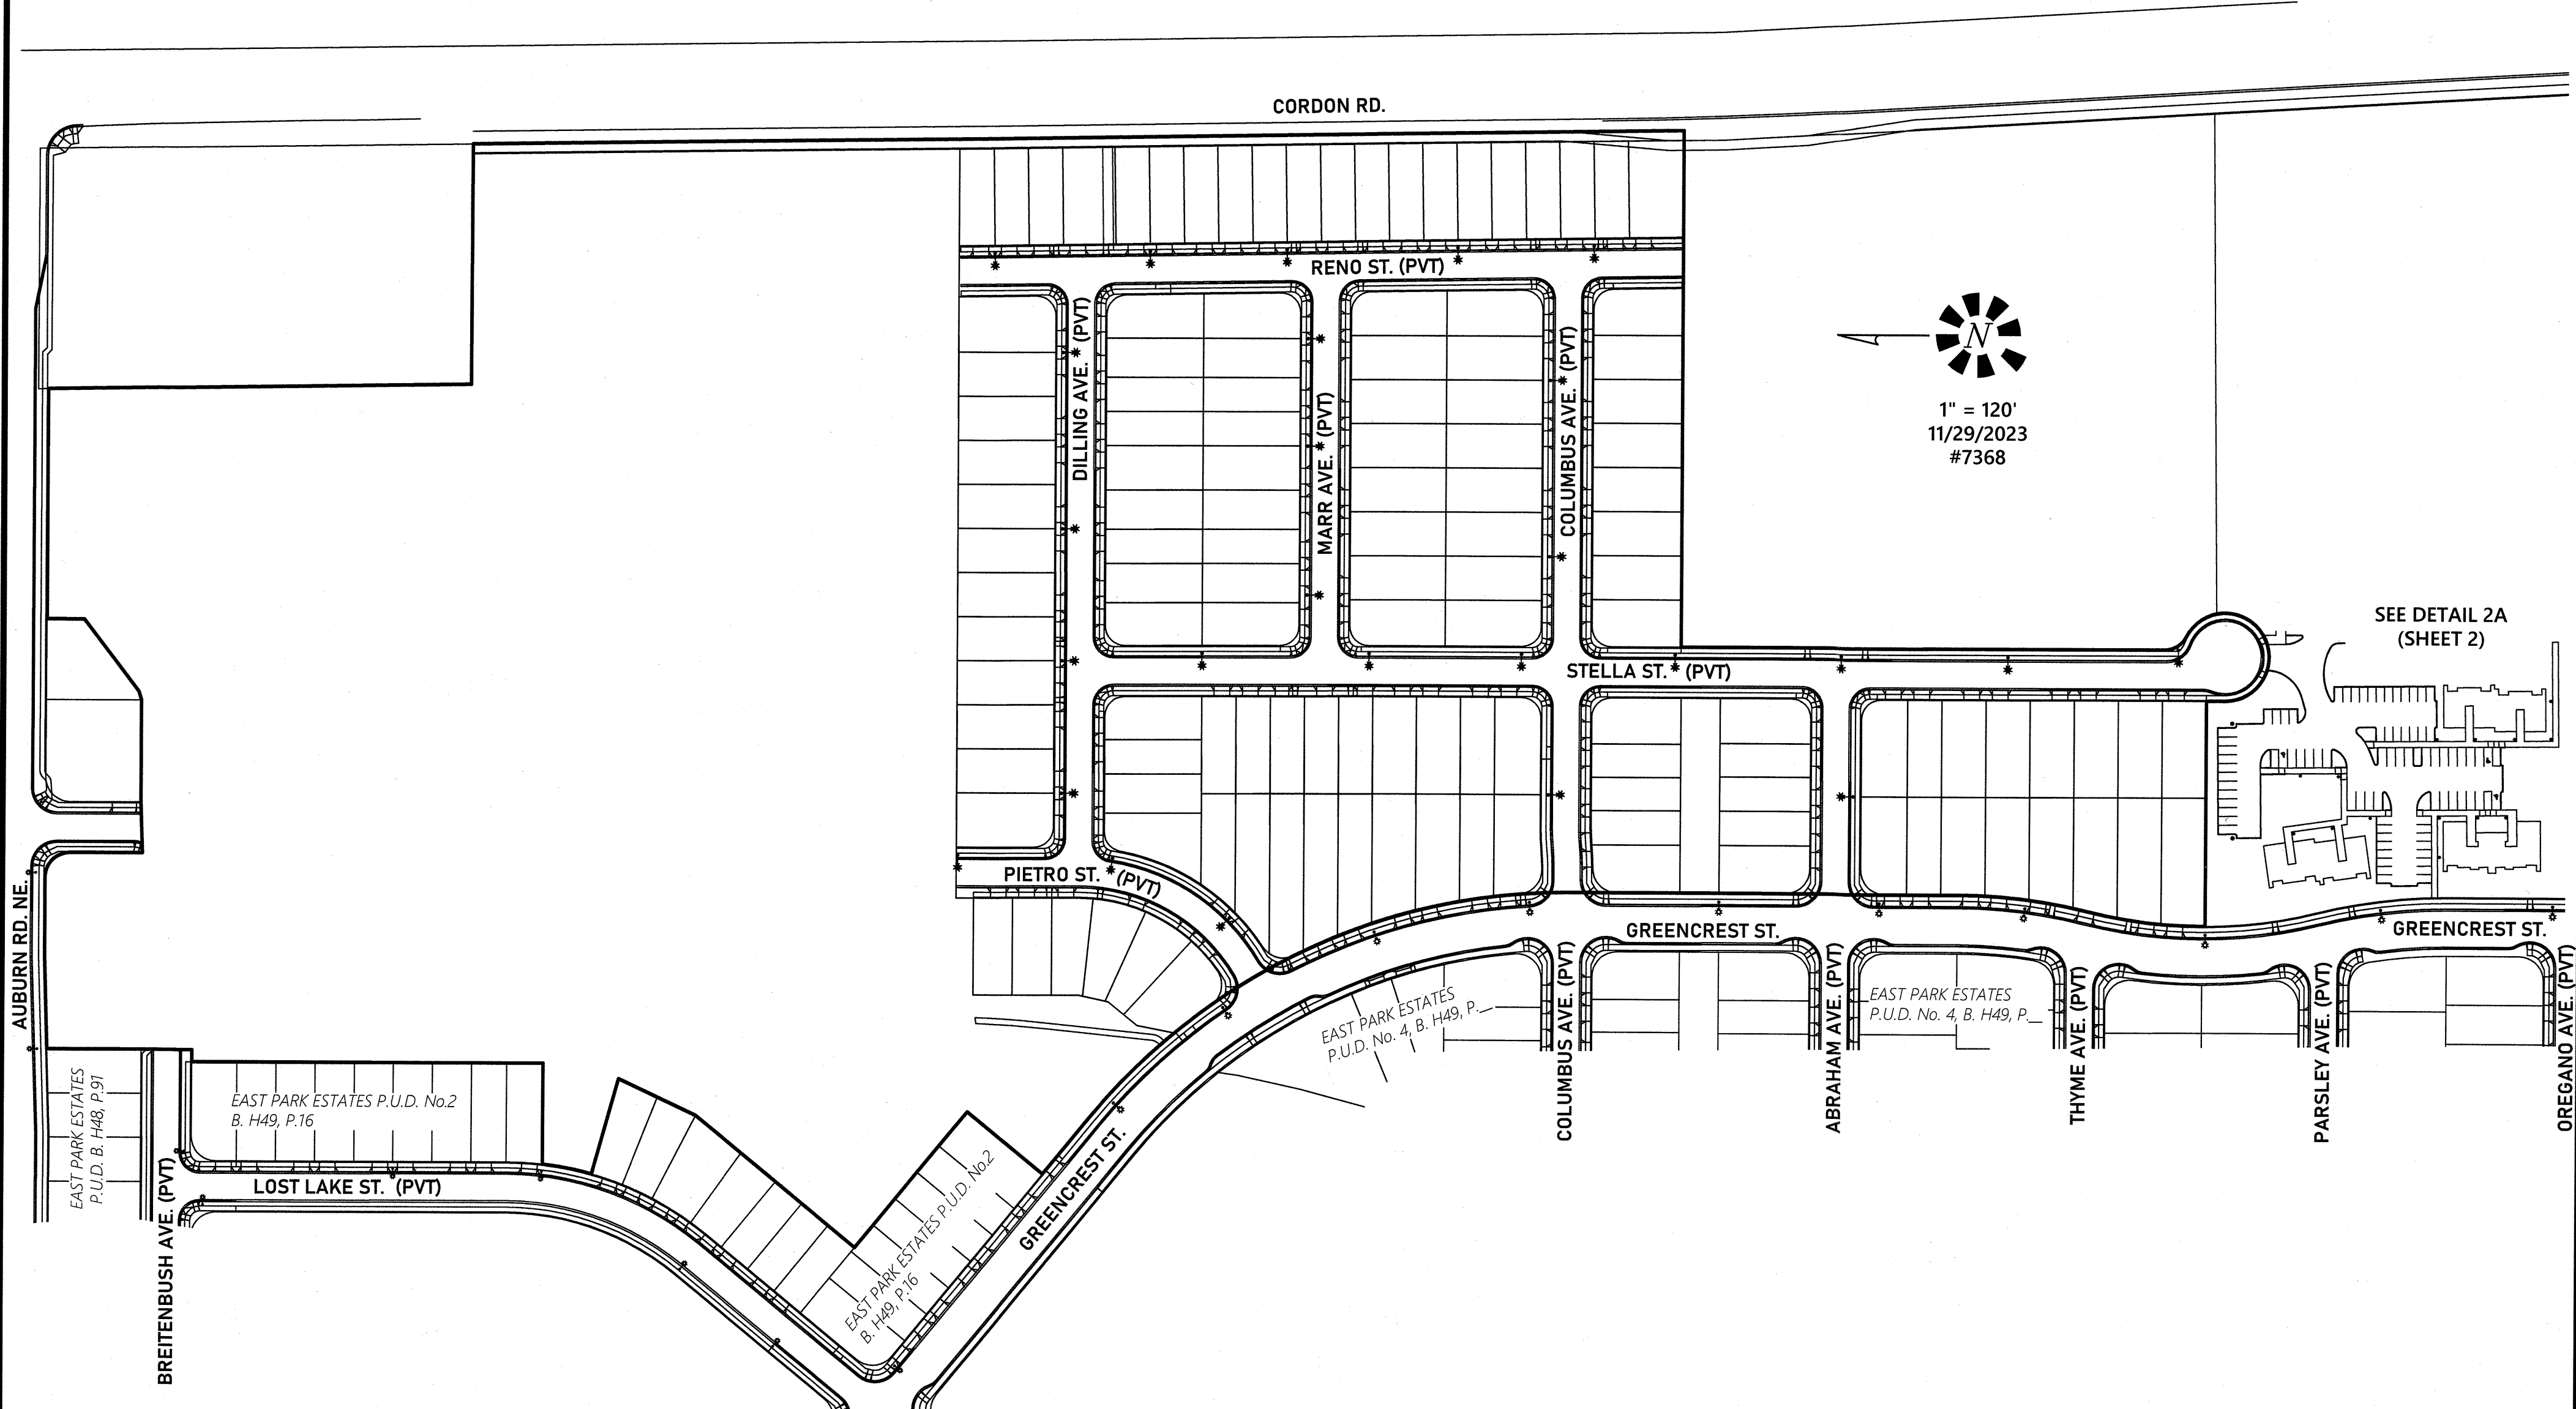 CORDON RD.
RENO ST. (PVT)
DILLING AVE. * (PVT)
MARR AVE. * (PVT)
COLUMBUS AVE. * (PVT)
N
1" = 120'
11/29/2023
#7368
SEE DETAIL 2A
(SHEET 2)
STELLA ST. * (PVT)
PIETRO ST. * (PVT)
AUBURN RD. NE.
GREENCREST ST.
GREENCREST ST.
EAST PARK ESTATES
P.U.D. No. 4, B. H49, P.__
EAST PARK ESTATES
P.U.D. No. 4, B. H49, P.__
COLUMBUS AVE. (PVT)
ABRAHAM AVE. (PVT)
THYME AVE. (PVT)
PARSLEY AVE. (PVT)
OREGANO AVE. (PVT)
EAST PARK ESTATES
P.U.D. B. H48, P.91
EAST PARK ESTATES P.U.D. No.2
B. H49, P.16
BREITENBUSH AVE. (PVT)
LOST LAKE ST. (PVT)
EAST PARK ESTATES P.U.D. No.2
B. H49, P.16
GREENCREST ST.